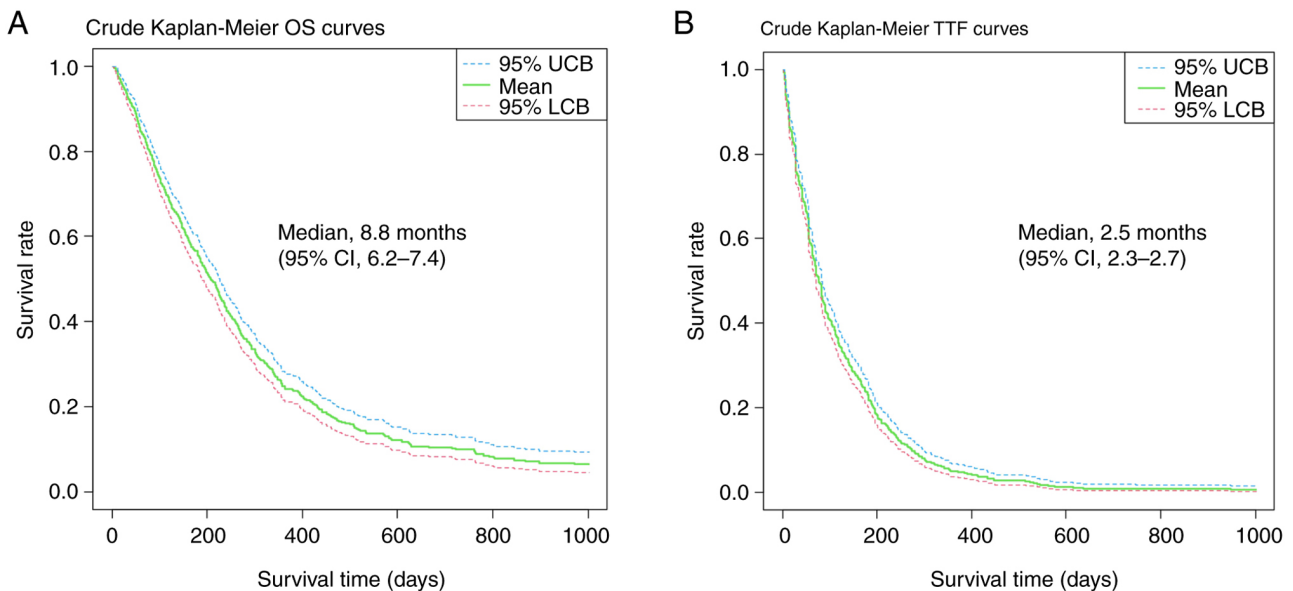 A
Crude Kaplan-Meier OS curves
95% UCB
Mean
95% LCB
1.0
0.8
0.6
0.4
0.2
0.0
Survival rate
Median, 8.8 months
(95% CI, 6.2–7.4)
0 200 400 600 800 1000
Survival time (days)
B
Crude Kaplan-Meier TTF curves
95% UCB
Mean
95% LCB
1.0
0.8
0.6
0.4
0.2
0.0
Survival rate
Median, 2.5 months
(95% CI, 2.3–2.7)
0 200 400 600 800 1000
Survival time (days)